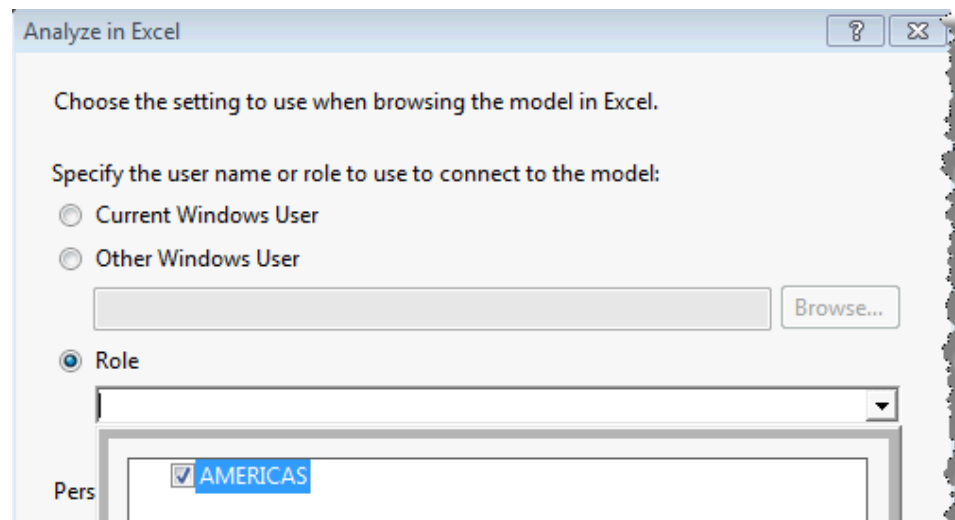 Analyze in Excel
Choose the setting to use when browsing the model in Excel.
Specify the user name or role to use to connect to the model:
Current Windows User
Other Windows User
Browse...
Role
AMERICAS
Pers